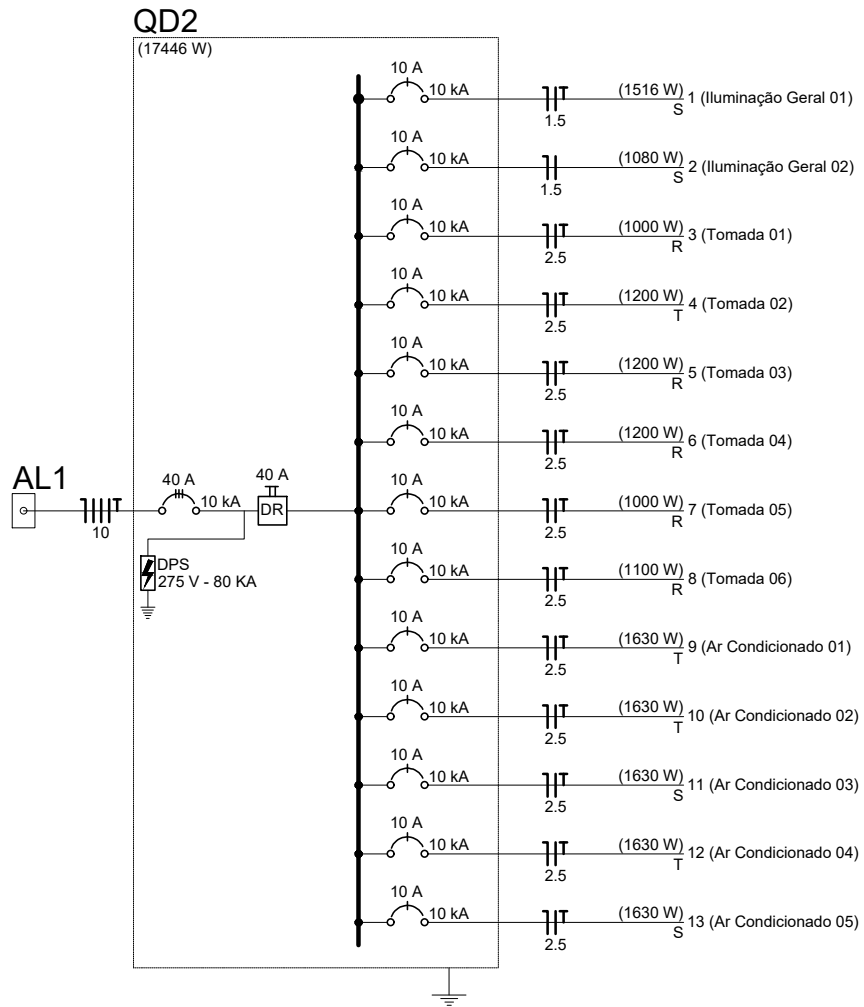 QD2
(17446 W)
10 A
10 kA
(1516 W)
1 (Iluminação Geral 01)
1.5
S
10 A
10 kA
(1080 W)
2 (Iluminação Geral 02)
1.5
S
10 A
10 kA
(1000 W)
3 (Tomada 01)
2.5
R
10 A
10 kA
(1200 W)
4 (Tomada 02)
2.5
T
10 A
10 kA
(1200 W)
5 (Tomada 03)
2.5
R
10 A
10 kA
(1200 W)
6 (Tomada 04)
2.5
R
AL1
10
40 A
10 kA
40 A
DR
DPS
275 V - 80 KA
10 A
10 kA
(1000 W)
7 (Tomada 05)
2.5
R
10 A
10 kA
(1100 W)
8 (Tomada 06)
2.5
R
10 A
10 kA
(1630 W)
9 (Ar Condicionado 01)
2.5
T
10 A
10 kA
(1630 W)
10 (Ar Condicionado 02)
2.5
T
10 A
10 kA
(1630 W)
11 (Ar Condicionado 03)
2.5
S
10 A
10 kA
(1630 W)
12 (Ar Condicionado 04)
2.5
T
10 A
10 kA
(1630 W)
13 (Ar Condicionado 05)
2.5
S